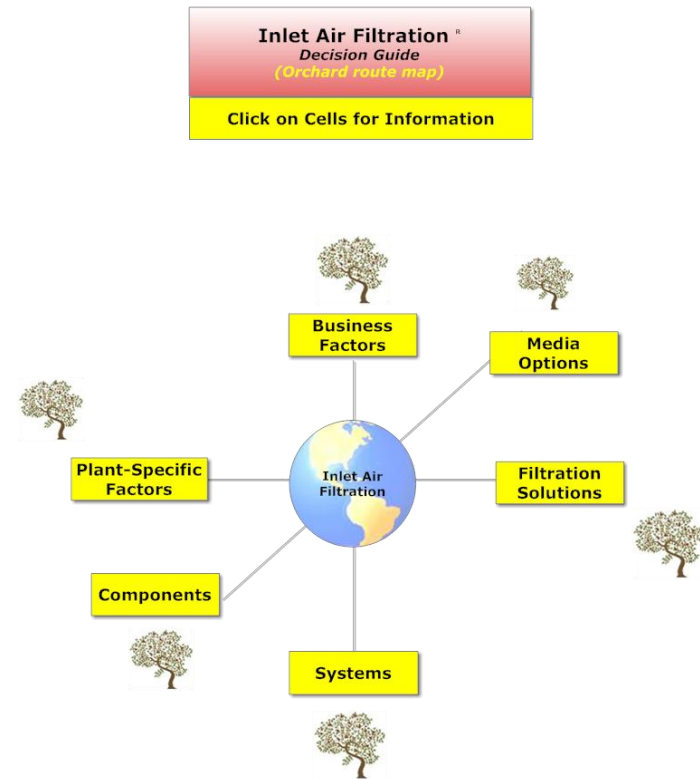 Inlet Air Filtration R
Decision Guide
(Orchard route map)
Click on Cells for Information
Business
Factors
Media
Options
Plant-Specific
Factors
Inlet Air
Filtration
Filtration
Solutions
Components
Systems